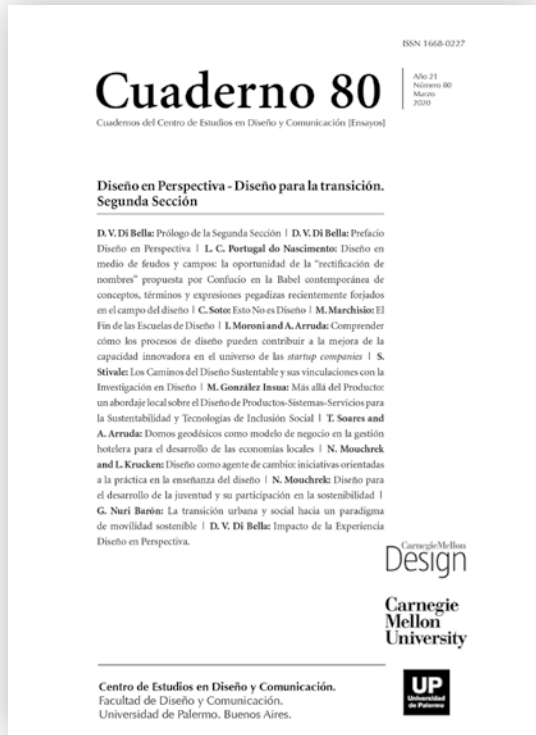 ISSN 1668-0227
Cuaderno 80
Año 21
Número 80
Marzo
2020
Cuadernos del Centro de Estudios en Diseño y Comunicación [Ensayos]
Diseño en Perspectiva - Diseño para la transición.
Segunda Sección
D. V. Di Bella: Prólogo de la Segunda Sección | D. V. Di Bella: Prefacio
Diseño en Perspectiva | L. C. Portugal do Nascimento: Diseño en
medio de feudos y campos: la oportunidad de la “rectificación de
nombres” propuesta por Confucio en la Babel contemporánea de
conceptos, términos y expresiones pegadizas recientemente forjados
en el campo del diseño | C. Soto: Esto No es Diseño | M. Marchisio: El
Fin de las Escuelas de Diseño | I. Moroni and A. Arruda: Comprender
cómo los procesos de diseño pueden contribuir a la mejora de la
capacidad innovadora en el universo de las startup companies | S.
Stivale: Los Caminos del Diseño Sustentable y sus vinculaciones con la
Investigación en Diseño | M. González Insua: Más allá del Producto:
un abordaje local sobre el Diseño de Productos-Sistemas-Servicios para
la Sustentabilidad y Tecnologías de Inclusión Social | T. Soares and
A. Arruda: Domos geodésicos como modelo de negocio en la gestión
hotelera para el desarrollo de las economías locales | N. Mouchrek
and L. Krucken: Diseño como agente de cambio: iniciativas orientadas
a la práctica en la enseñanza del diseño | N. Mouchrek: Diseño para
el desarrollo de la juventud y su participación en la sostenibilidad |
G. Nuri Barón: La transición urbana y social hacia un paradigma
de movilidad sostenible | D. V. Di Bella: Impacto de la Experiencia
Diseño en Perspectiva.
CarnegieMellon
Design
Carnegie
Mellon
University
Centro de Estudios en Diseño y Comunicación.
Facultad de Diseño y Comunicación.
Universidad de Palermo. Buenos Aires.
UP
Universidad
de Palermo